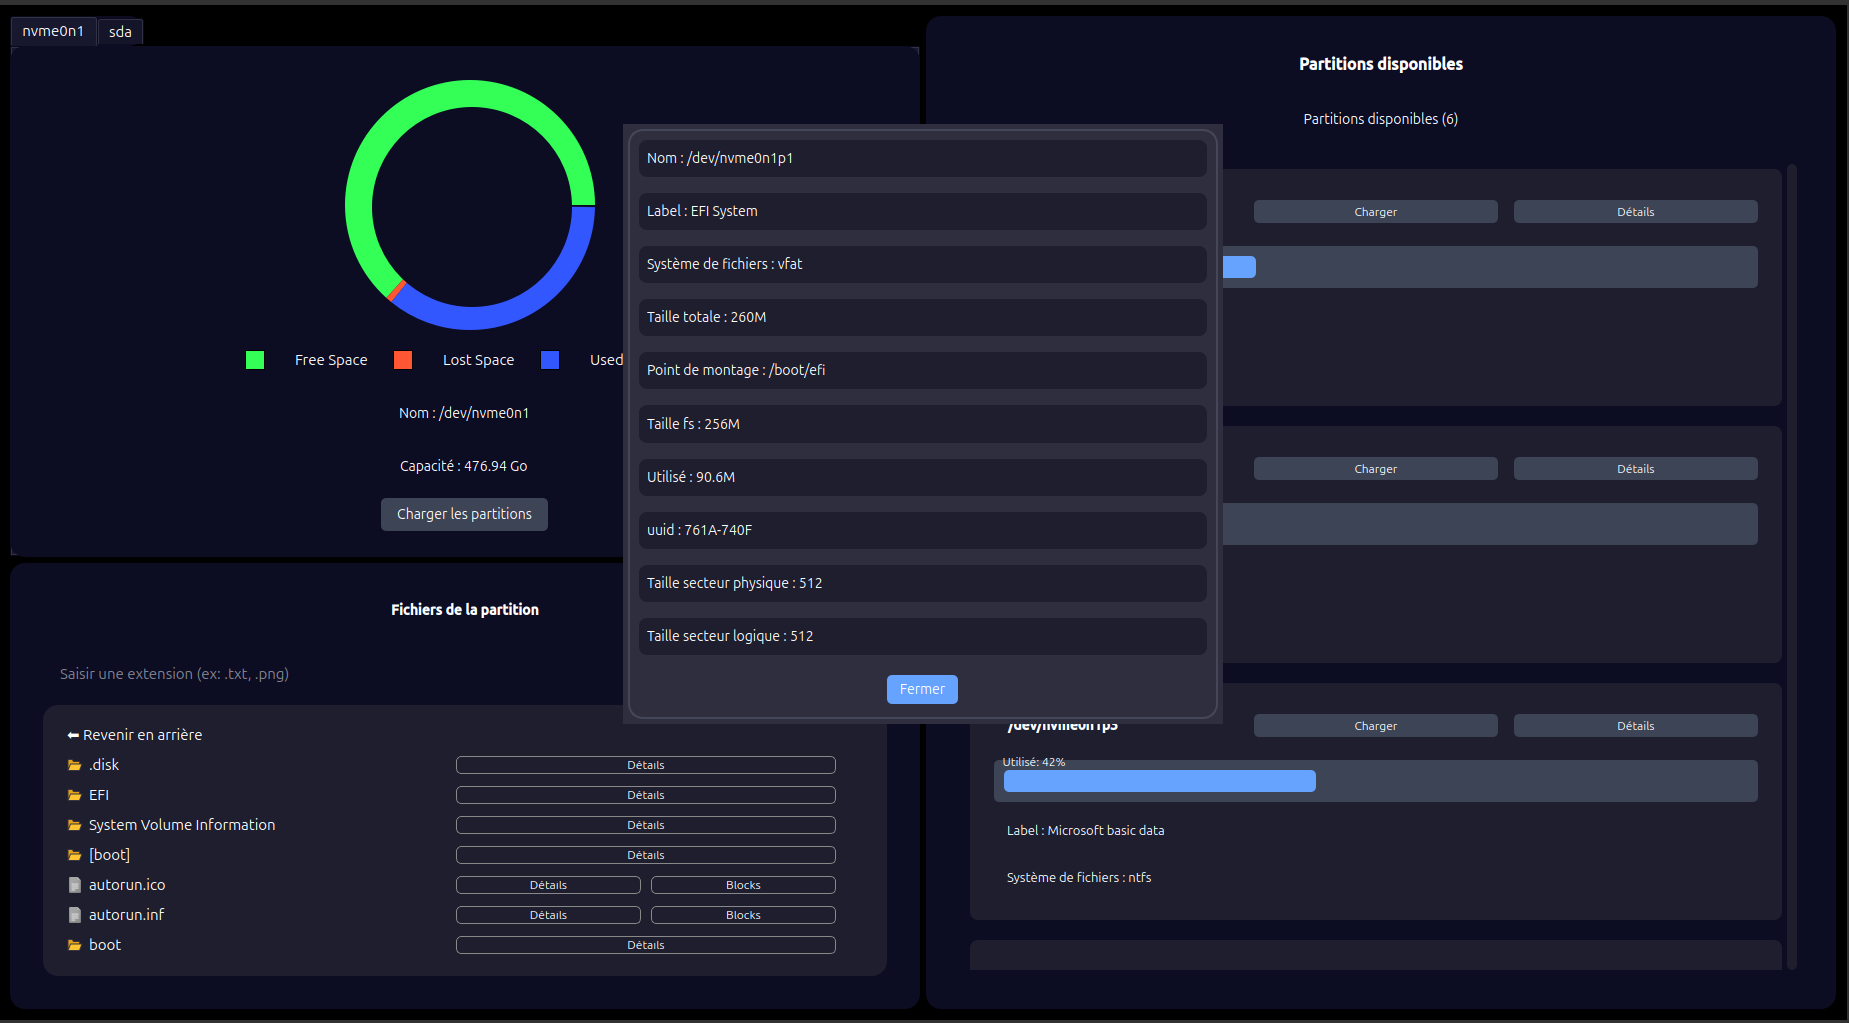 nvme0n1
sda
Free Space
Lost Space
Used
Nom : /dev/nvme0n1
Capacité : 476.94 Go
Charger les partitions
Fichiers de la partition
Saisir une extension (ex: .txt, .png)
⬅ Revenir en arrière
.disk
Détails
EFI
Détails
System Volume Information
Détails
[boot]
Détails
autorun.ico
Détails
Blocks
autorun.inf
Détails
Blocks
boot
Détails
Nom : /dev/nvme0n1p1
Label : EFI System
Système de fichiers : vfat
Taille totale : 260M
Point de montage : /boot/efi
Taille fs : 256M
Utilisé : 90.6M
uuid : 761A-740F
Taille secteur physique : 512
Taille secteur logique : 512
Fermer
Partitions disponibles
Partitions disponibles (6)
Charger
Détails
Charger
Détails
/dev/nvme0n1p3
Charger
Détails
Utilisé: 42%
Label : Microsoft basic data
Système de fichiers : ntfs